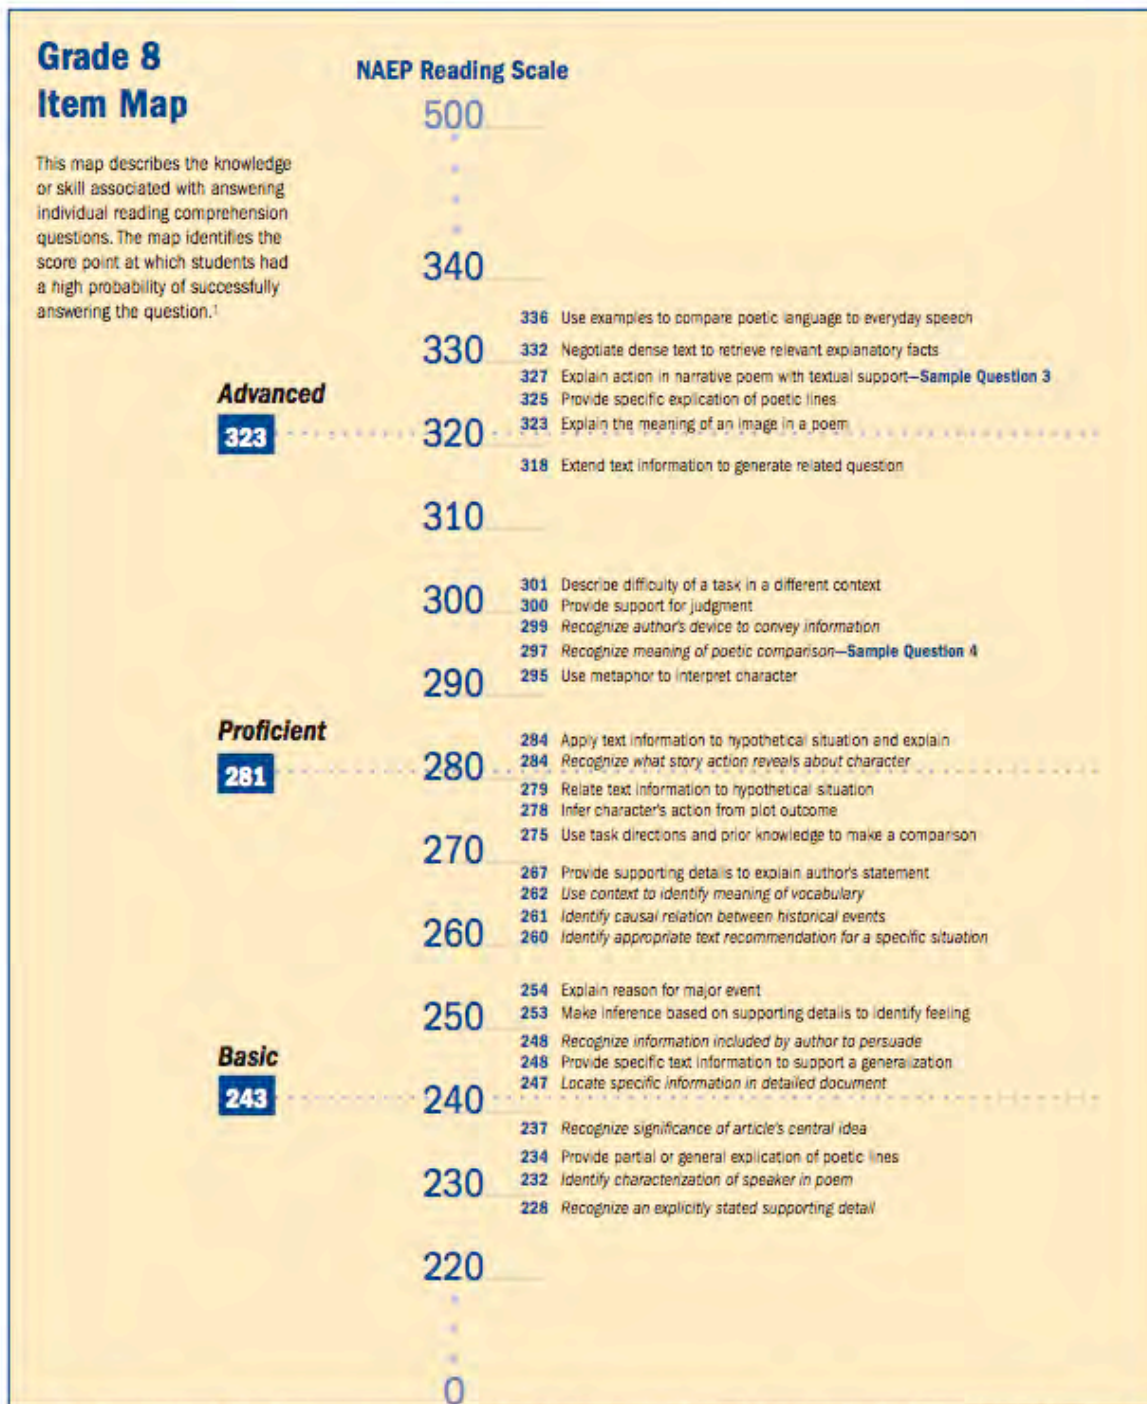 Grade 8
Item Map
This map describes the knowledge
or skill associated with answering
individual reading comprehension
questions. The map identifies the
score point at which students had
a high probability of successfully
answering the question.¹
NAEP Reading Scale
500
340
336 Use examples to compare poetic language to everyday speech
330
332 Negotiate dense text to retrieve relevant explanatory facts
327 Explain action in narrative poem with textual support—Sample Question 3
Advanced
325 Provide specific explication of poetic lines
323
320
323 Explain the meaning of an image in a poem
318 Extend text information to generate related question
310
301 Describe difficulty of a task in a different context
300
300 Provide support for judgment
299 Recognize author's device to convey information
297 Recognize meaning of poetic comparison—Sample Question 4
290
295 Use metaphor to interpret character
Proficient
284 Apply text information to hypothetical situation and explain
281
280
284 Recognize what story action reveals about character
279 Relate text information to hypothetical situation
278 Infer character's action from plot outcome
275 Use task directions and prior knowledge to make a comparison
270
267 Provide supporting details to explain author's statement
262 Use context to identify meaning of vocabulary
261 Identify causal relation between historical events
260
260 Identify appropriate text recommendation for a specific situation
254 Explain reason for major event
250
253 Make inference based on supporting details to identify feeling
248 Recognize information included by author to persuade
Basic
248 Provide specific text information to support a generalization
247 Locate specific information in detailed document
243
240
237 Recognize significance of article's central idea
234 Provide partial or general explication of poetic lines
230
232 Identify characterization of speaker in poem
228 Recognize an explicitly stated supporting detail
220
0